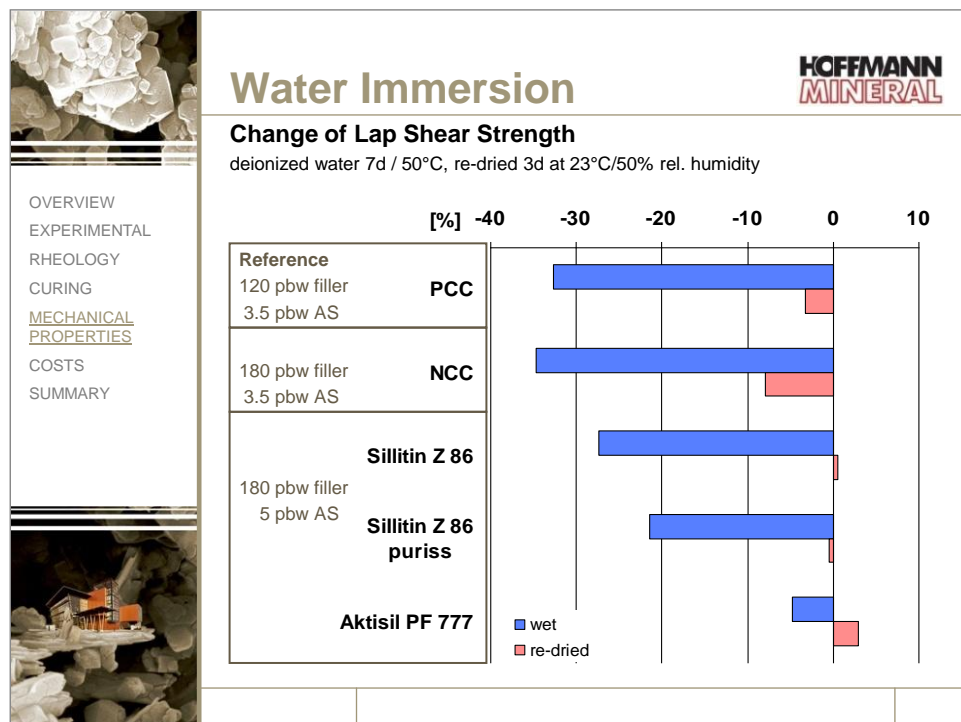 Water Immersion
HOFFMANN
MINERAL
Change of Lap Shear Strength
deionized water 7d / 50°C, re-dried 3d at 23°C/50% rel. humidity
OVERVIEW
EXPERIMENTAL
RHEOLOGY
CURING
MECHANICAL
PROPERTIES
COSTS
SUMMARY
[%] -40 -30 -20 -10 0 10
Reference
120 pbw filler
3.5 pbw AS
PCC
180 pbw filler
3.5 pbw AS
NCC
Sillitin Z 86
180 pbw filler
5 pbw AS
Sillitin Z 86
puriss
Aktisil PF 777
wet
re-dried